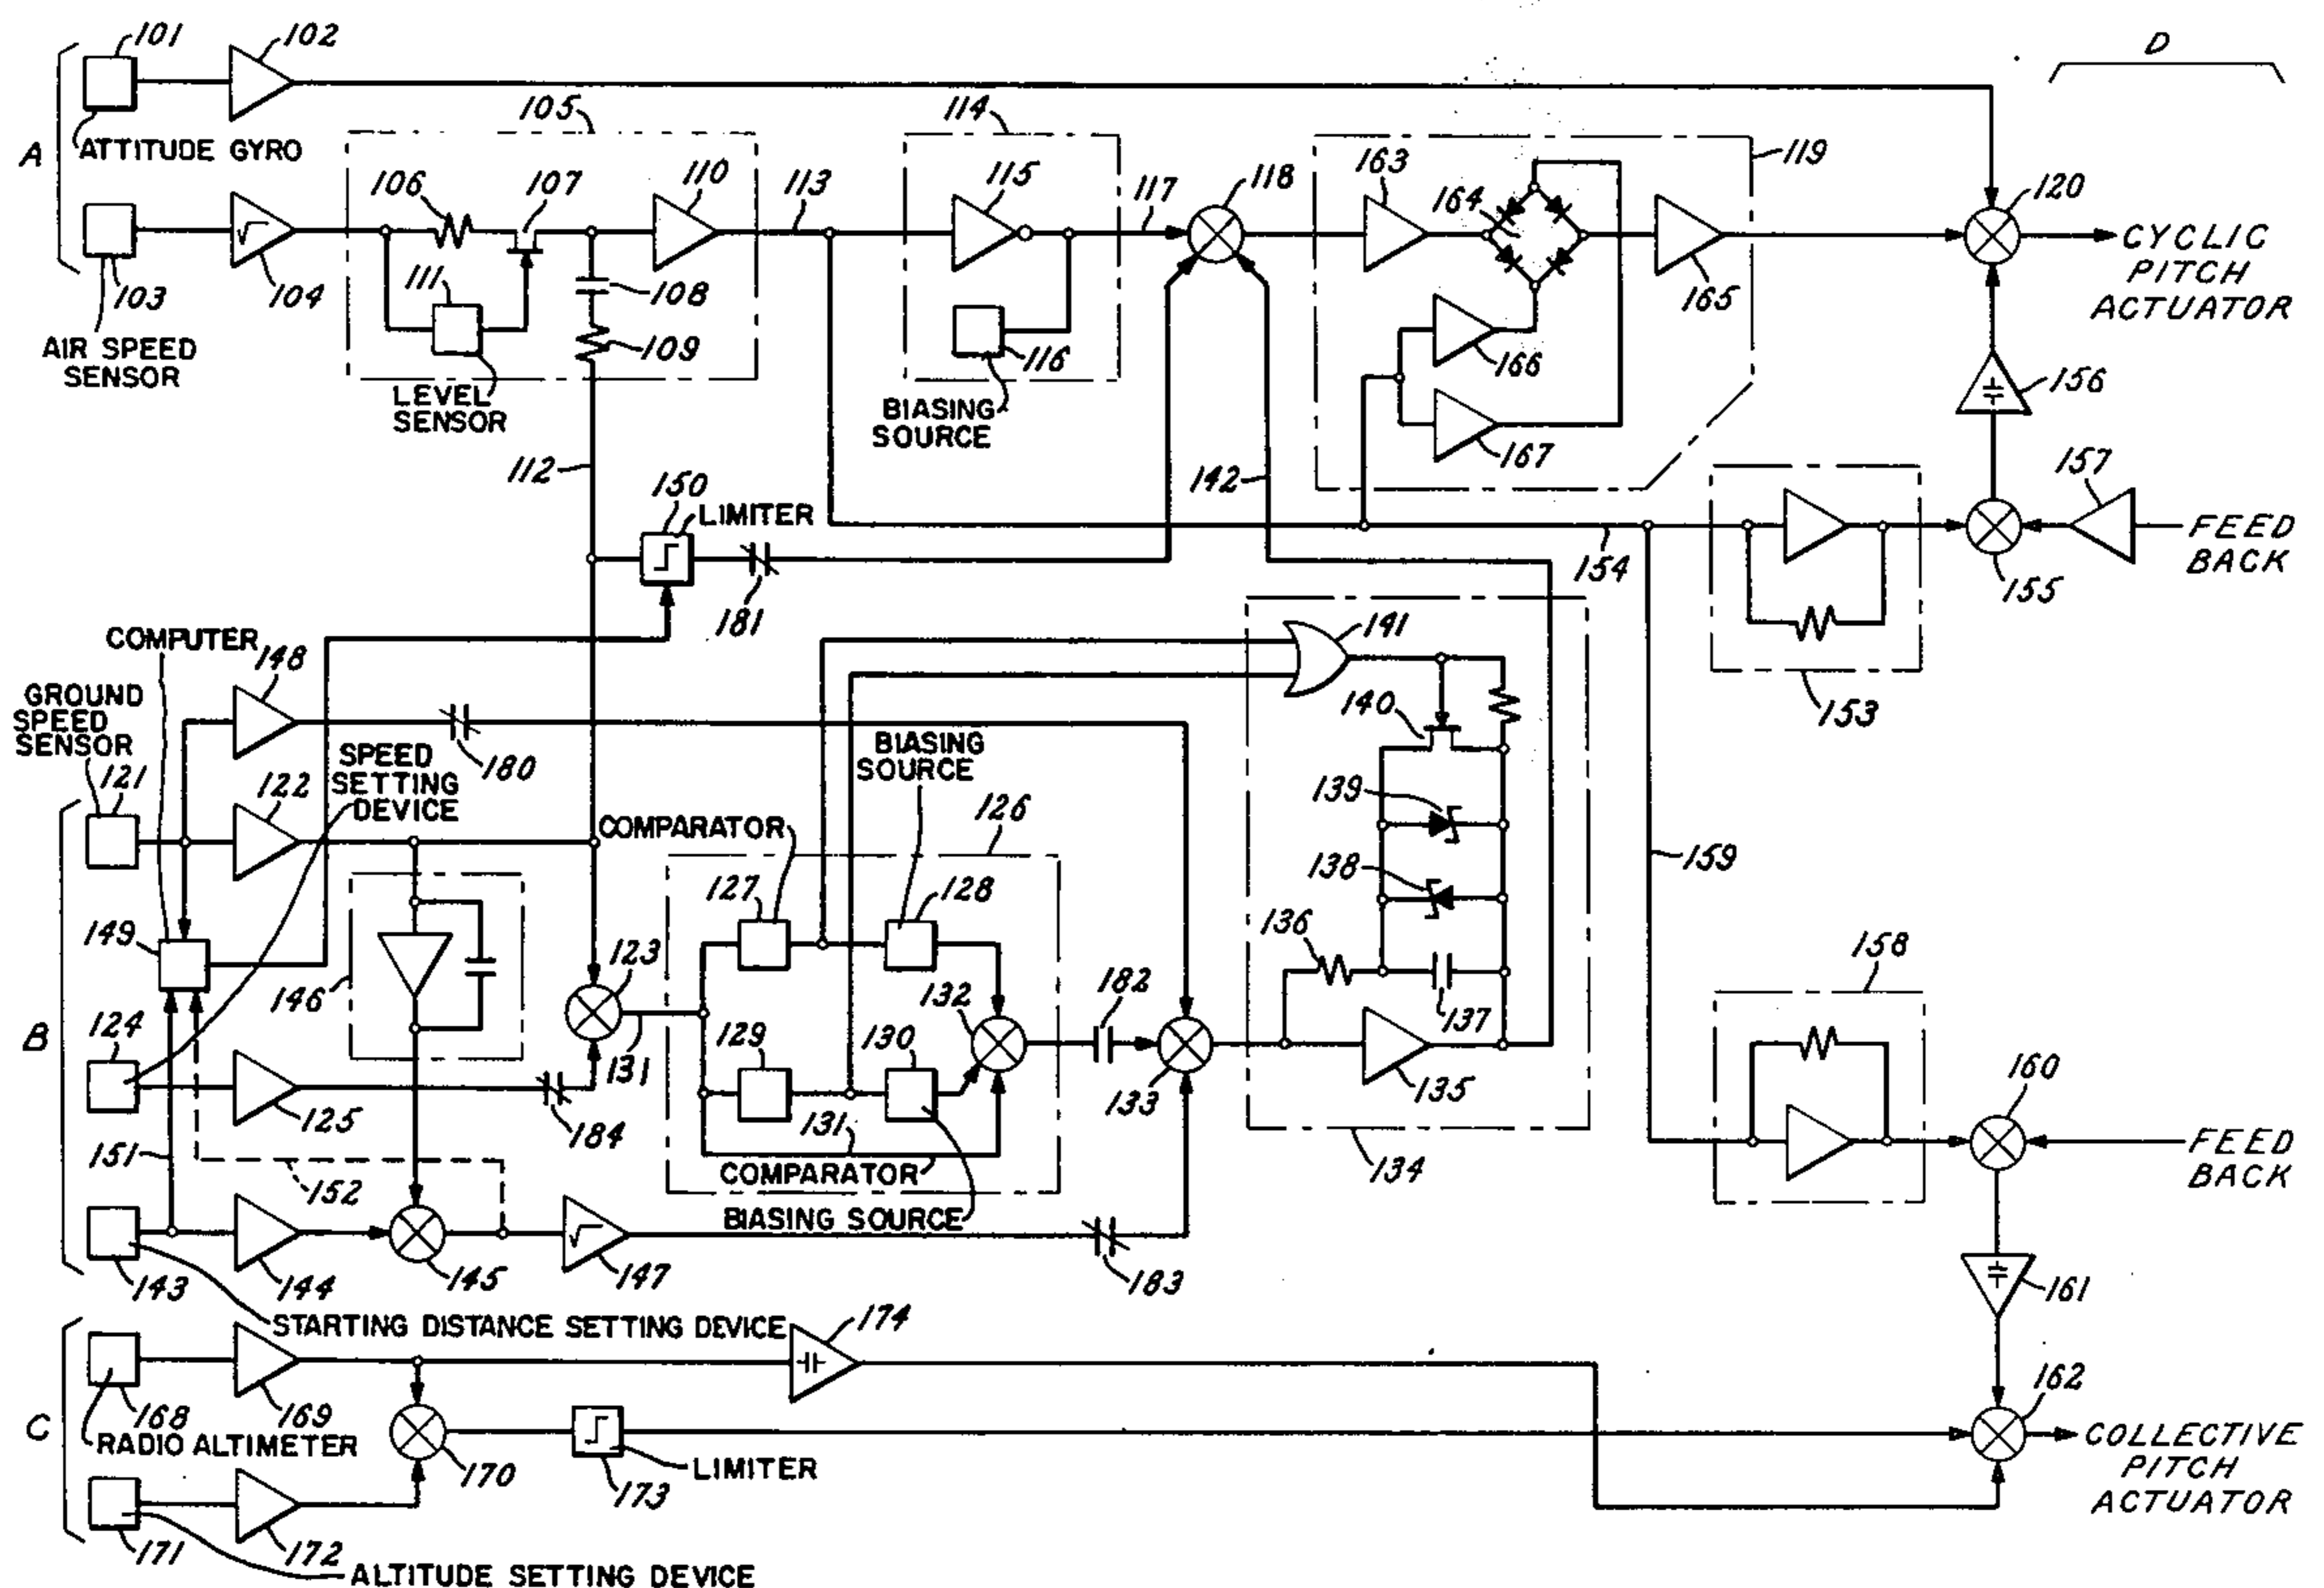 101
102
D
ATTITUDE GYRO
A
105
114
106
107
110
113
115
117
118
163
119
164
120
CYCLIC
PITCH
ACTUATOR
103
104
111
108
109
116
165
166
156
AIR SPEED
SENSOR
LEVEL
SENSOR
BIASING
SOURCE
167
112
150
LIMITER
142
157
FEED
BACK
154
155
181
COMPUTER
148
141
153
GROUND
SPEED
SENSOR
180
SPEED
SETTING
DEVICE
BIASING
SOURCE
140
121
122
139
COMPARATOR
126
159
127
128
138
149
136
158
146
123
132
182
137
B
124
129
130
131
133
135
160
125
184
131
151
COMPARATOR
134
FEED
BACK
152
BIASING SOURCE
143
144
145
147
183
161
STARTING DISTANCE SETTING DEVICE
174
C
168
169
162
RADIO ALTIMETER
170
LIMITER
173
COLLECTIVE
PITCH
ACTUATOR
171
172
ALTITUDE SETTING DEVICE